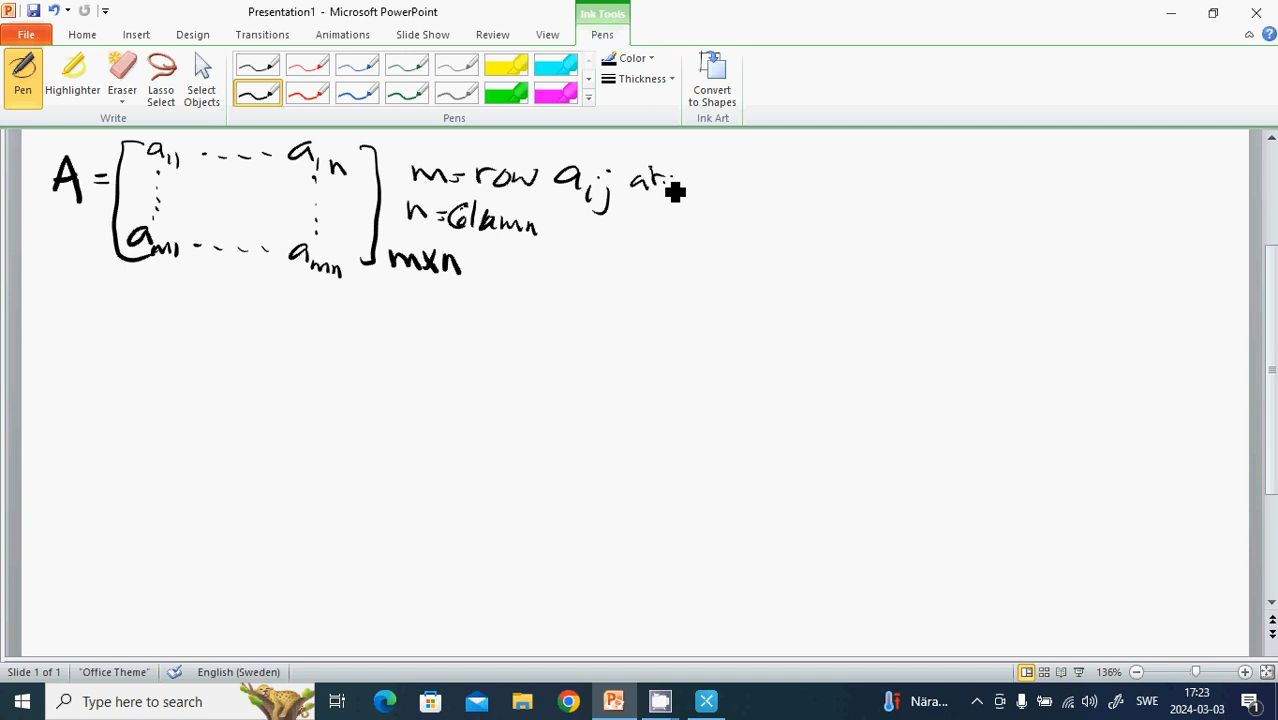 Presentation1 - Microsoft PowerPoint
Ink Tools
File Home Insert Design Transitions Animations Slide Show Review View Pens
Pen Highlighter Eraser Lasso Select Select Objects Color Thickness Convert to Shapes
Write Pens Ink Art
A = [ a11 ---- a1n ] m = row aij at
n = Colamn
am1 ---- amn m×n
Slide 1 of 1 "Office Theme" English (Sweden) 136%
Type here to search Nära... SWE 17:23
2024-03-03 1